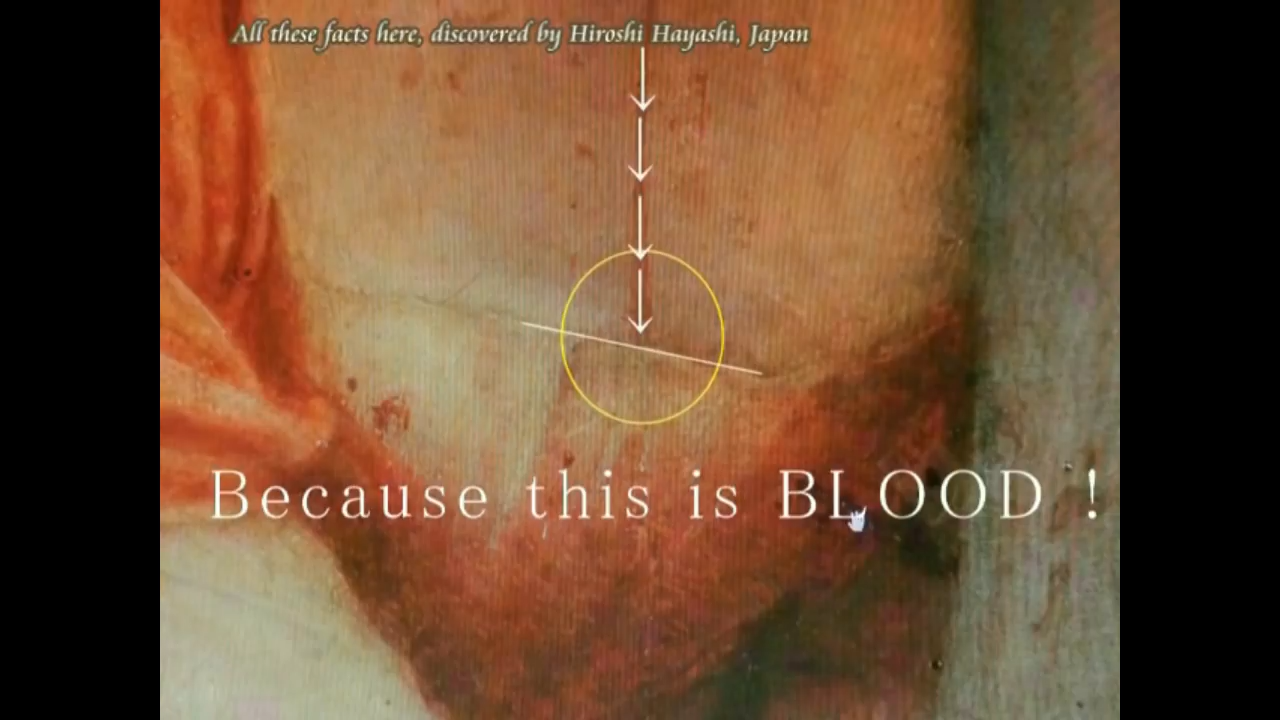 All these facts here, discovered by Hiroshi Hayashi, Japan
Because this is BLOOD !